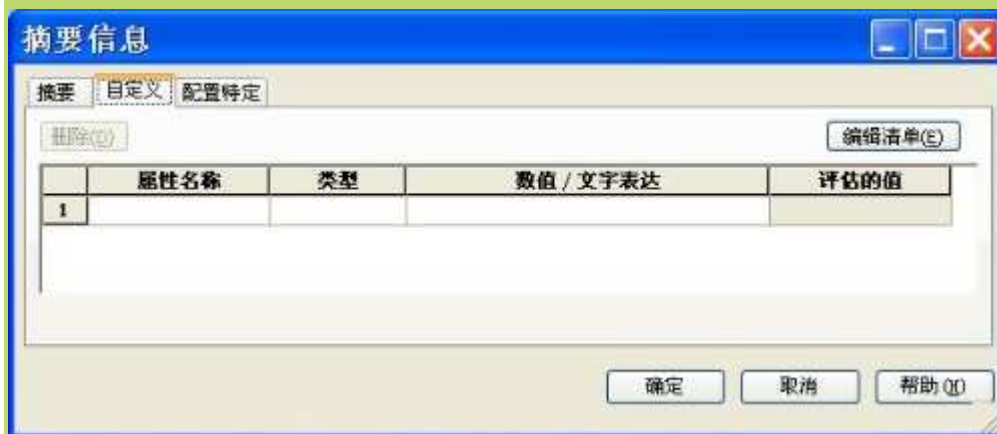 摘要信息
摘要 自定义 配置特定
删除(D) 编辑清单(E)
属性名称 类型 数值 / 文字表达 评估的值
1
确定 取消 帮助(H)